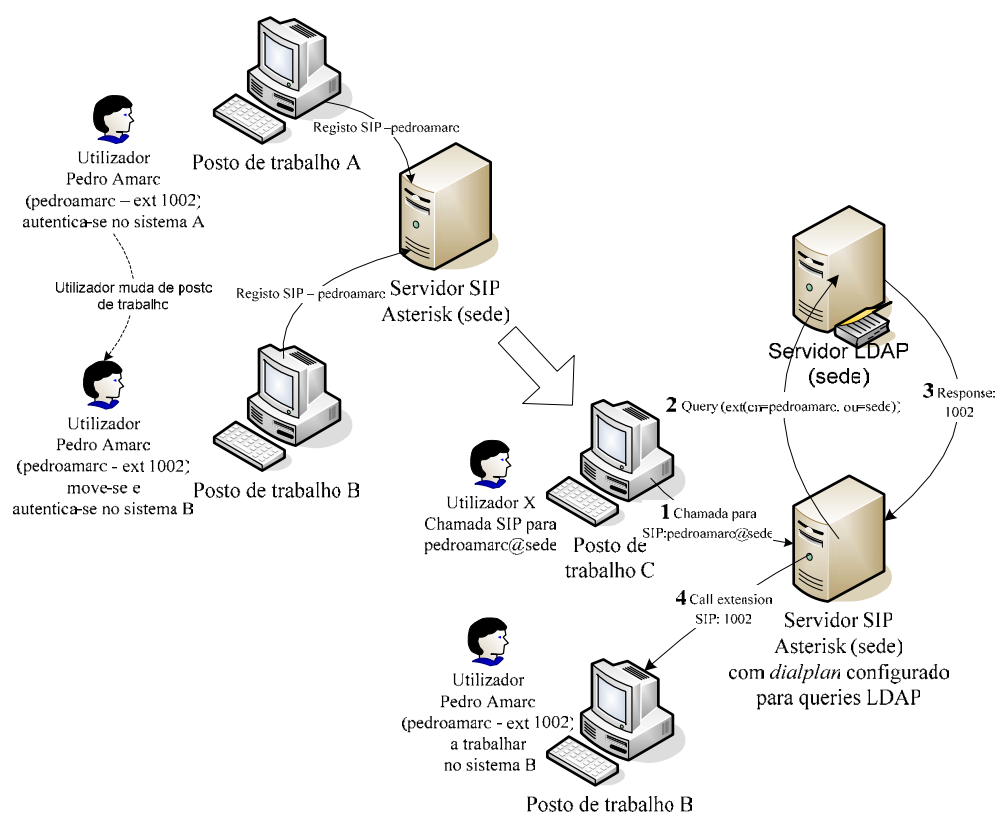 Registo SIP –pedroamarc
Posto de trabalho A
Utilizador
Pedro Amarc
(pedroamarc – ext 1002)
autentica-se no sistema A
Utilizador muda de posto
de trabalho
Registo SIP – pedroamarc
Servidor SIP
Asterisk (sede)
Utilizador
Pedro Amarc
(pedroamarc - ext 1002)
move-se e
autentica-se no sistema B
Posto de trabalho B
Servidor LDAP
(sede)
2 Query (ext(cn=pedroamarc, ou=sede))
3 Response:
1002
Utilizador X
Chamada SIP para
pedroamarc@sede
1 Chamada para
SIP:pedroamarc@sede
Posto de
trabalho C
4 Call extension
SIP: 1002
Servidor SIP
Asterisk (sede)
com dialplan configurado
para queries LDAP
Utilizador
Pedro Amarc
(pedroamarc - ext 1002)
a trabalhar
no sistema B
Posto de trabalho B